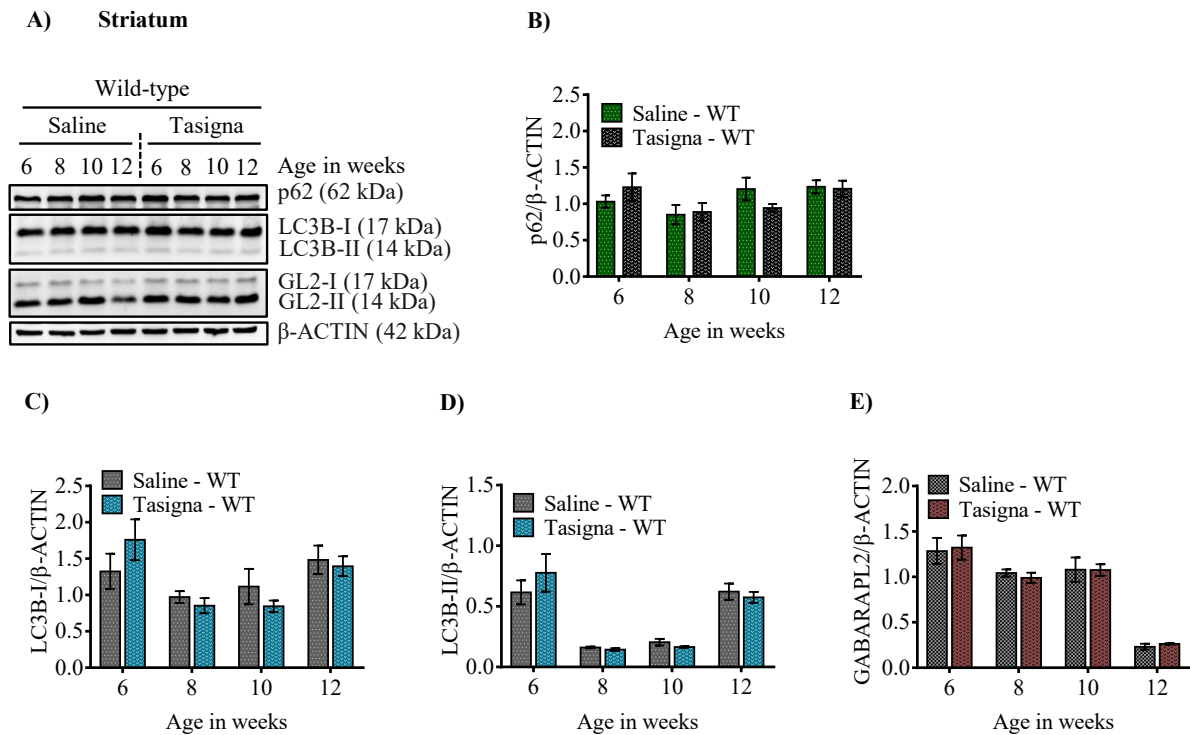 A) Striatum
Wild-type
Saline Tasigna
6 8 10 12 6 8 10 12 Age in weeks
p62 (62 kDa)
LC3B-I (17 kDa)
LC3B-II (14 kDa)
GL2-I (17 kDa)
GL2-II (14 kDa)
β-ACTIN (42 kDa)
B)
p62/β-ACTIN
2.5
2.0
1.5
1.0
0.5
0.0
Saline - WT
Tasigna - WT
6 8 10 12
Age in weeks
C)
LC3B-I/β-ACTIN
2.5
2.0
1.5
1.0
0.5
0.0
Saline - WT
Tasigna - WT
6 8 10 12
Age in weeks
D)
LC3B-II/β-ACTIN
1.5
1.0
0.5
0.0
Saline - WT
Tasigna - WT
6 8 10 12
Age in weeks
E)
GABARAPL2/β-ACTIN
2.0
1.5
1.0
0.5
0.0
Saline - WT
Tasigna - WT
6 8 10 12
Age in weeks